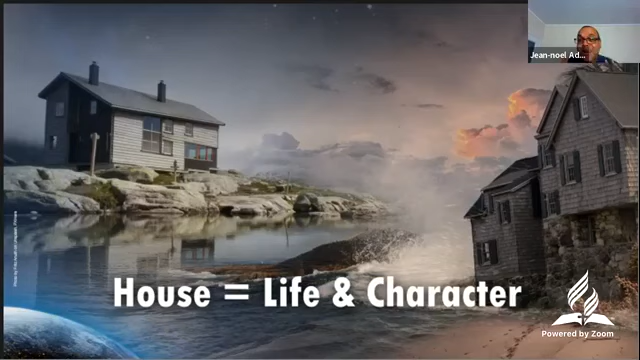 Jean-noel Ad...
House = Life & Character
Powered by Zoom